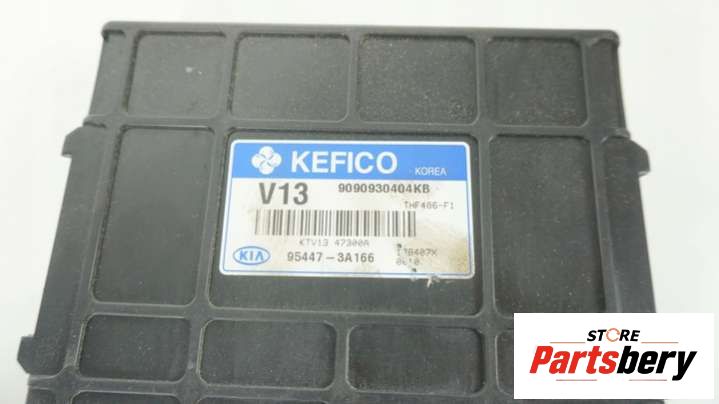 KEFICO KOREA
V13 9090930404KB
THF466-F1
KTV13 47300A
KIA 95447-3A166
STORE
Partsbery